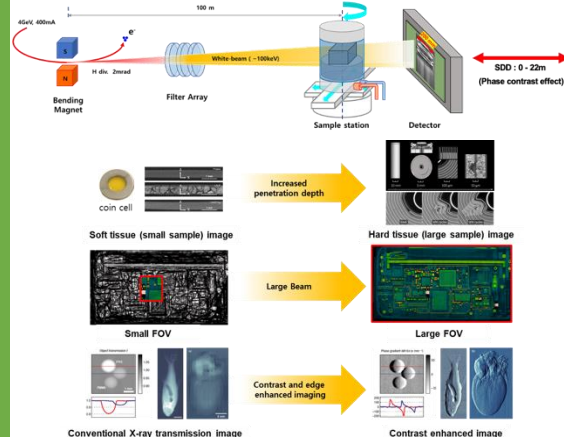 100 m
4GeV, 400mA
e-
S
N
H div. 2mrad
White-beam ( ~100keV)
SDD : 0 - 22m
(Phase contrast effect)
Bending
Magnet
Filter Array
Sample station
Detector
Increased
penetration depth
coin cell
Soft tissue (small sample) image
Hard tissue (large sample) image
Large Beam
Small FOV
Large FOV
Contrast and edge
enhanced imaging
Conventional X-ray transmission image
Contrast enhanced image